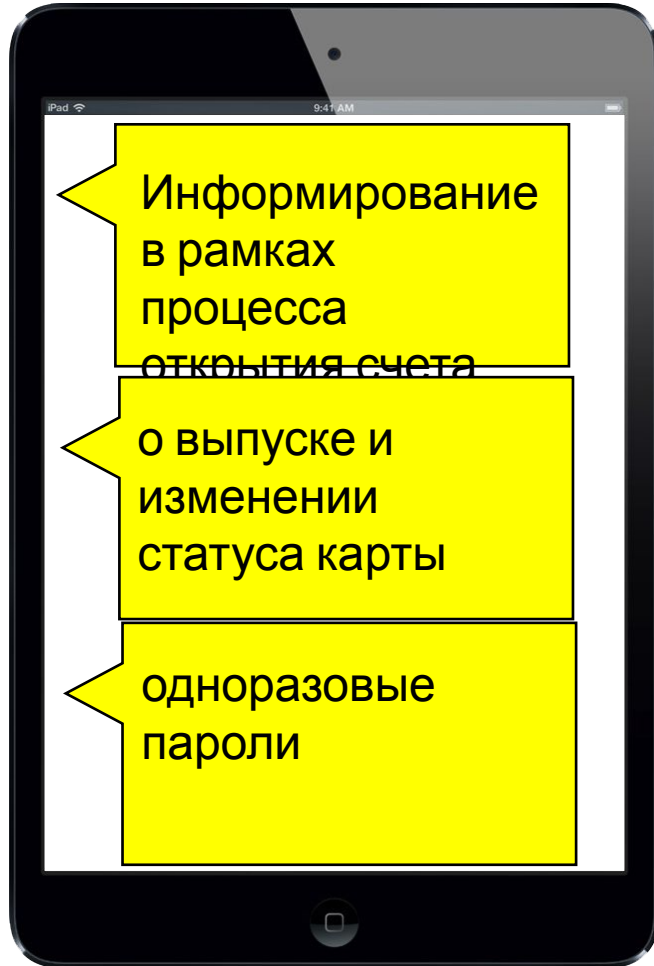 iPad 9:41 AM
Информирование
в рамках
процесса
открытия счета
о выпуске и
изменении
статуса карты
одноразовые
пароли